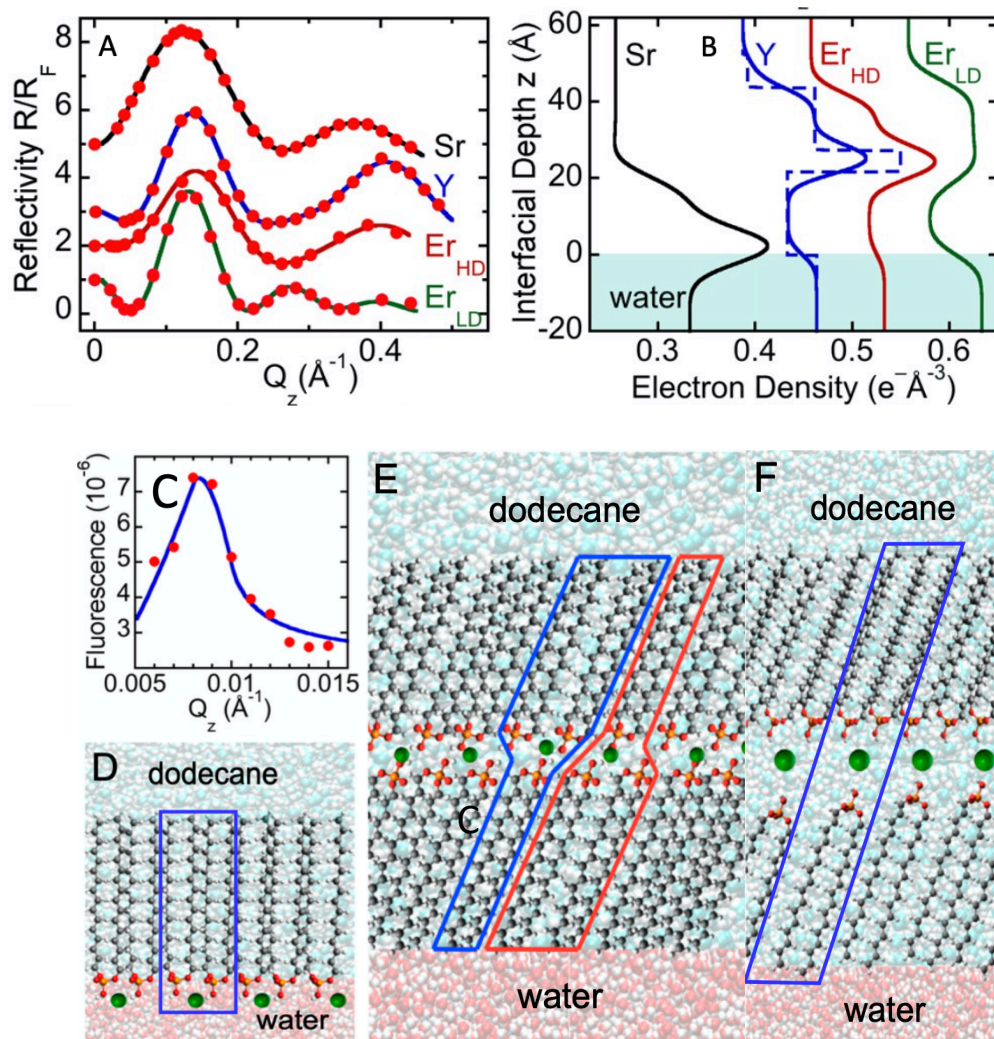 A
8
6
4
2
0
Reflectivity R/R_F
Sr
Y
Er_HD
Er_LD
0
0.2
0.4
Q_z (Å⁻¹)
B
60
40
20
0
-20
Interfacial Depth z (Å)
Sr
Y
Er_HD
Er_LD
water
0.3
0.4
0.5
0.6
Electron Density (e⁻Å⁻³)
C
7
6
5
4
3
Fluorescence (10⁻⁶)
0.005
0.01
0.015
Q_z (Å⁻¹)
D
dodecane
water
E
dodecane
C
water
F
dodecane
water